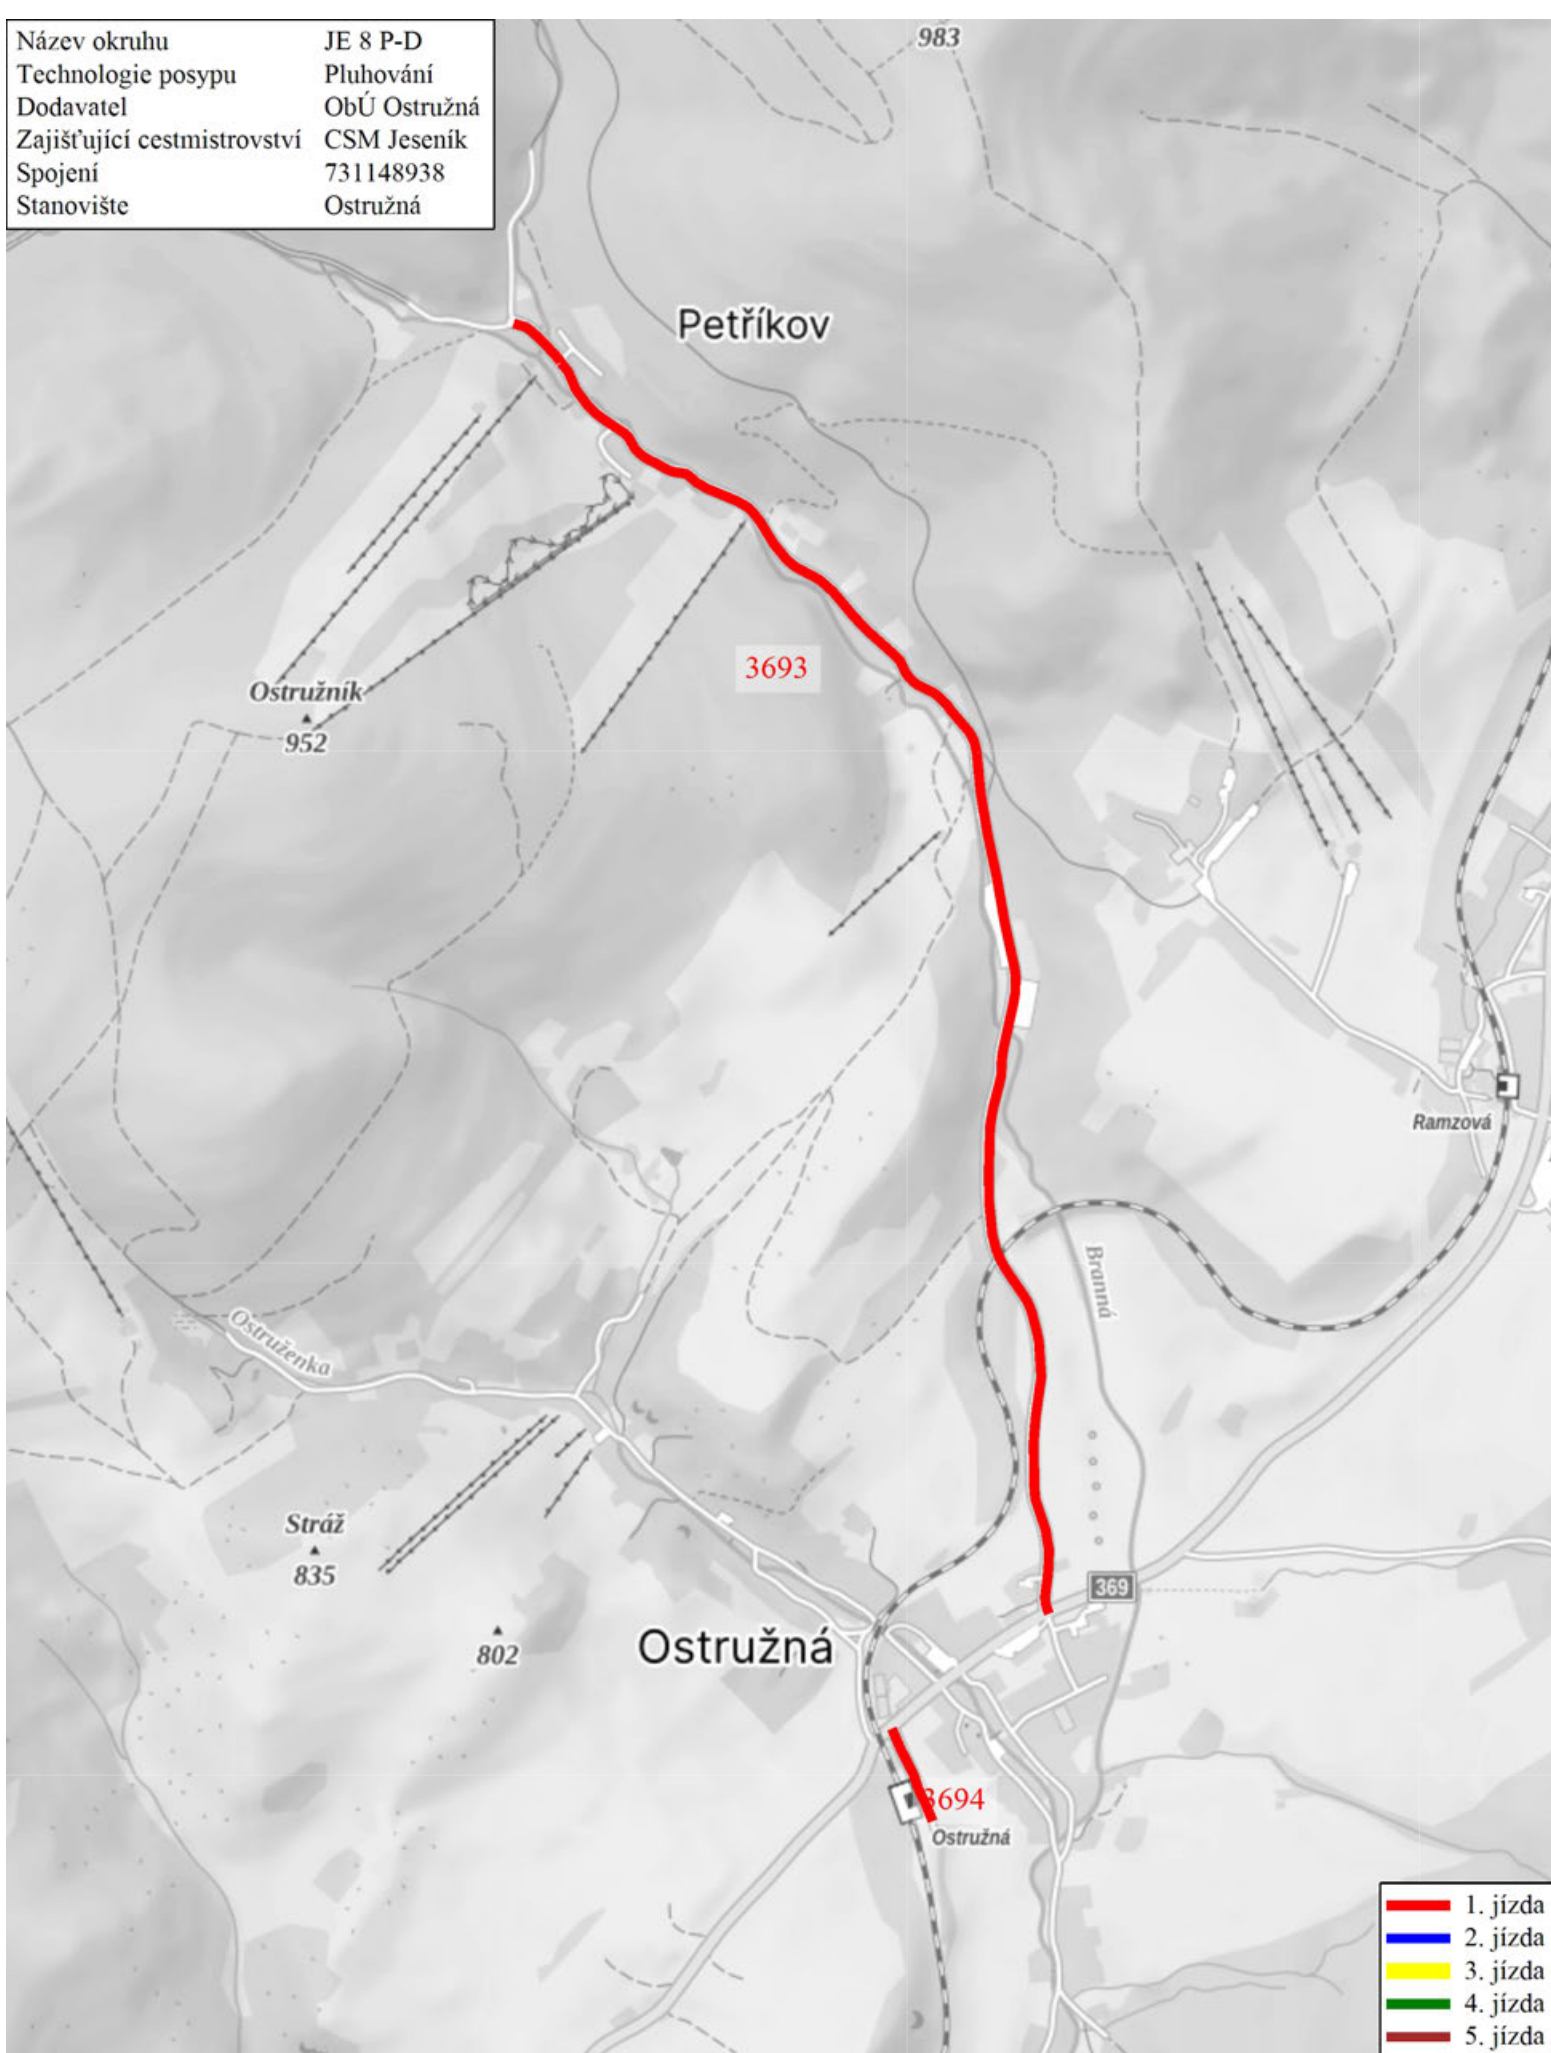 Název okruhu JE 8 P-D
Technologie posypu Pluhování
Dodavatel ObÚ Ostružná
Zajišťující cestmistrovství CSM Jeseník
Spojení 731148938
Stanovište Ostružná
983
Petříkov
3693
Ostružník
952
Ramzová
Branná
Ostruženka
Stráž
835
369
802
Ostružná
3694
Ostružná
1. jízda
2. jízda
3. jízda
4. jízda
5. jízda